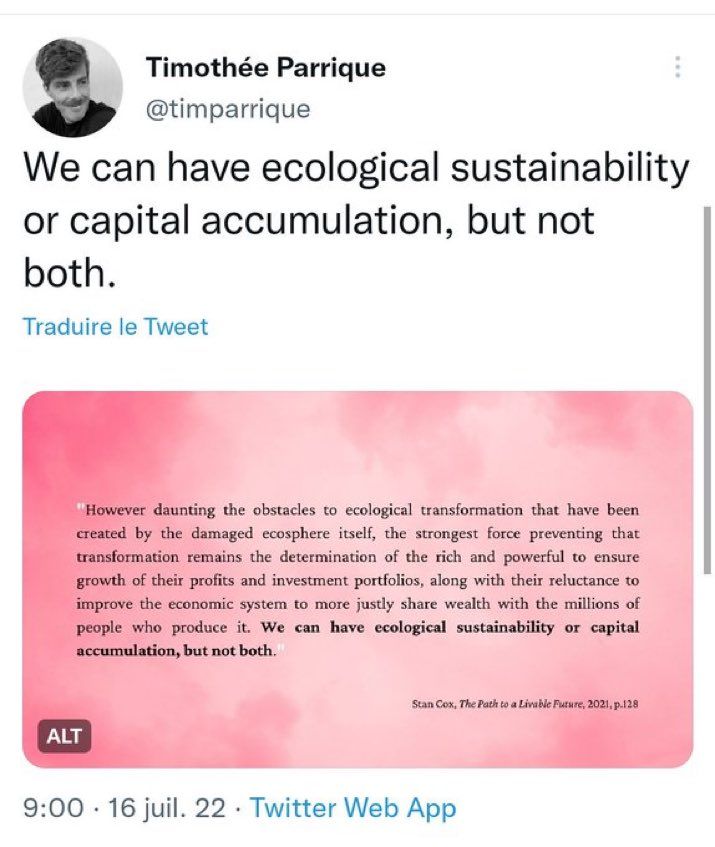 Timothée Parrique
@timparrique
We can have ecological sustainability
or capital accumulation, but not
both.
Traduire le Tweet
"However daunting the obstacles to ecological transformation that have been
created by the damaged ecosphere itself, the strongest force preventing that
transformation remains the determination of the rich and powerful to ensure
growth of their profits and investment portfolios, along with their reluctance to
improve the economic system to more justly share wealth with the millions of
people who produce it. We can have ecological sustainability or capital
accumulation, but not both."
Stan Cox, The Path to a Livable Future, 2021, p.128
ALT
9:00 · 16 juil. 22 · Twitter Web App